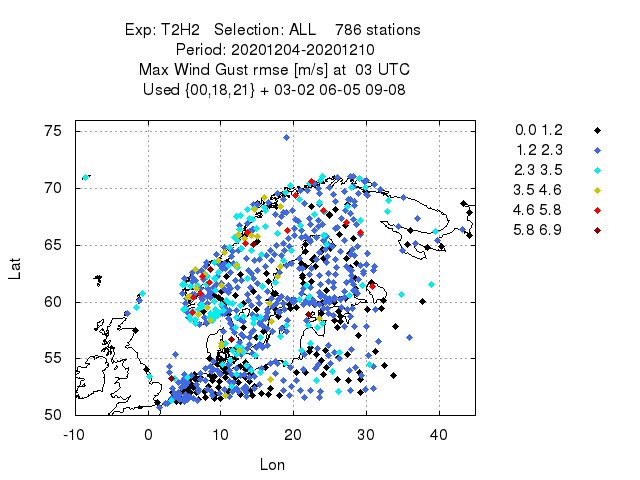 Exp: T2H2   Selection: ALL    786 stations
Period: 20201204-20201210
Max Wind Gust rmse [m/s] at  03 UTC
Used {00,18,21} + 03-02 06-05 09-08
0.0 1.2
1.2 2.3
2.3 3.5
3.5 4.6
4.6 5.8
5.8 6.9
75
70
65
60
55
50
Lat
-10 0 10 20 30 40
Lon